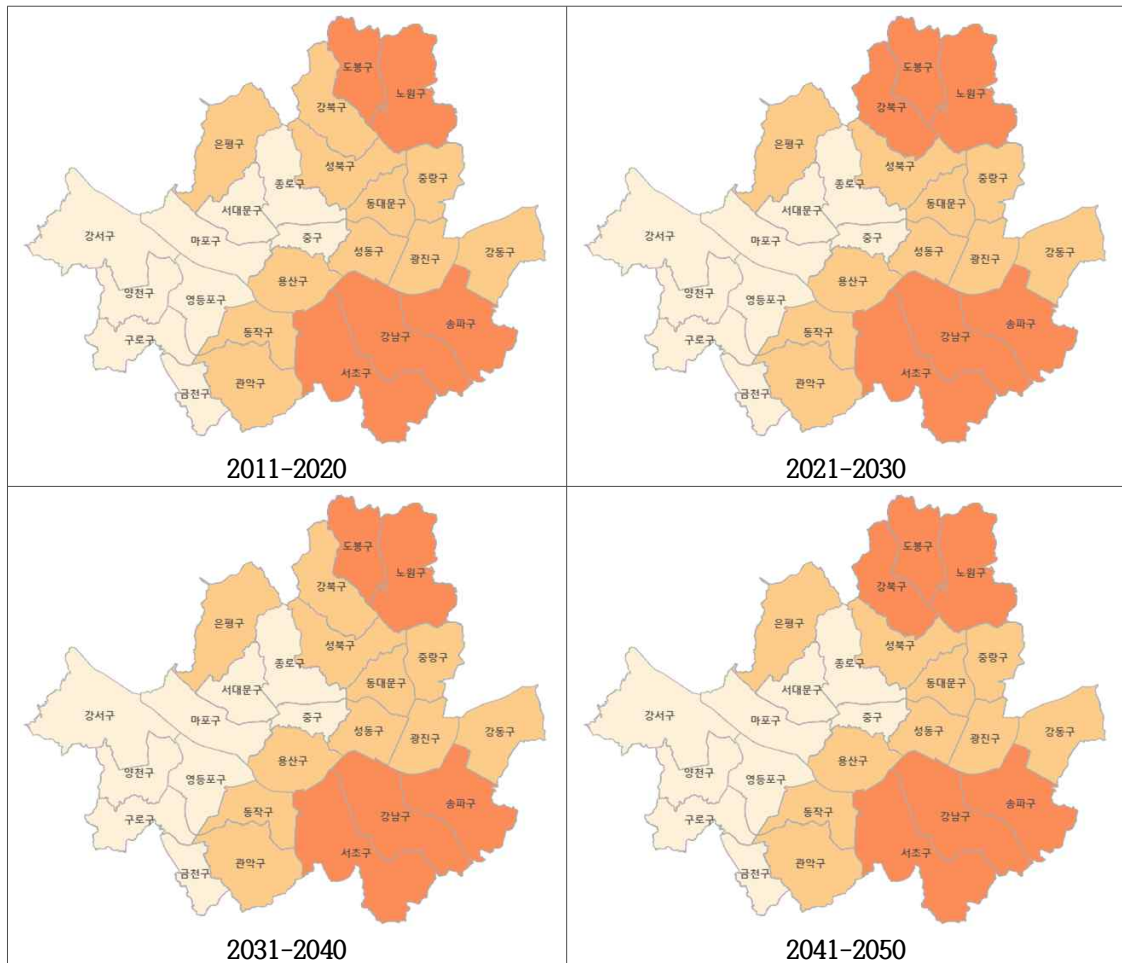 도봉구
노원구
강북구
은평구
성북구
중랑구
종로구
서대문구
동대문구
강서구
마포구
중구
성동구
광진구
강동구
양천구
영등포구
용산구
송파구
구로구
동작구
강남구
금천구
관악구
서초구
2011-2020
도봉구
노원구
강북구
은평구
성북구
중랑구
종로구
서대문구
동대문구
강서구
마포구
중구
성동구
광진구
강동구
양천구
영등포구
용산구
송파구
구로구
동작구
강남구
금천구
관악구
서초구
2021-2030
도봉구
노원구
강북구
은평구
성북구
중랑구
종로구
서대문구
동대문구
강서구
마포구
중구
성동구
광진구
강동구
양천구
영등포구
용산구
송파구
구로구
동작구
강남구
금천구
관악구
서초구
2031-2040
도봉구
노원구
강북구
은평구
성북구
중랑구
종로구
서대문구
동대문구
강서구
마포구
중구
성동구
광진구
강동구
양천구
영등포구
용산구
송파구
구로구
동작구
강남구
금천구
관악구
서초구
2041-2050